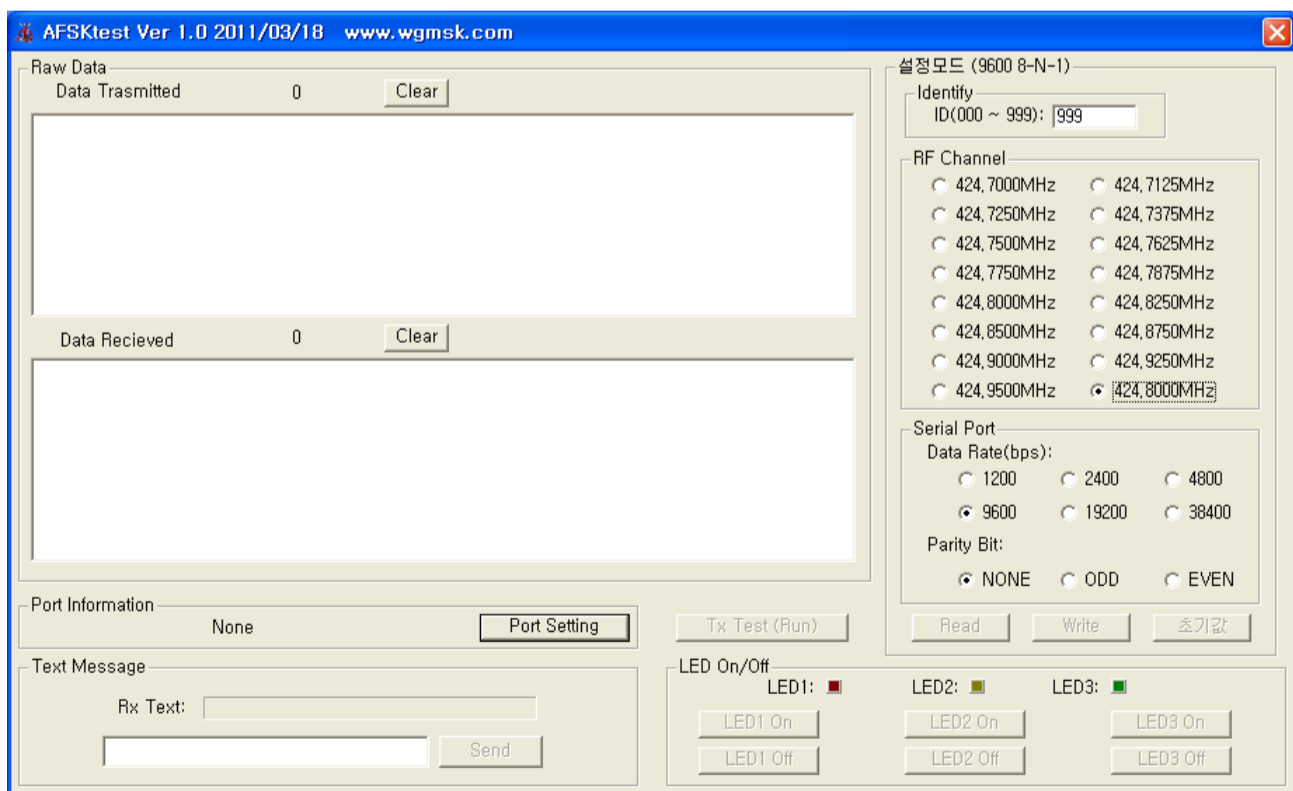 AFSKtest Ver 1.0 2011/03/18 www.wgmsk.com
Raw Data
Data Trasmitted 0 Clear
Data Recieved 0 Clear
Port Information
None Port Setting
Text Message
Rx Text:
Send
Tx Test (Run)
설정모드 (9600 8-N-1)
Identify
ID(000 ~ 999): 999
RF Channel
424,7000MHz 424,7125MHz
424,7250MHz 424,7375MHz
424,7500MHz 424,7625MHz
424,7750MHz 424,7875MHz
424,8000MHz 424,8250MHz
424,8500MHz 424,8750MHz
424,9000MHz 424,9250MHz
424,9500MHz 424,8000MHz
Serial Port
Data Rate(bps):
1200 2400 4800
9600 19200 38400
Parity Bit:
NONE ODD EVEN
Read Write 초기값
LED On/Off
LED1: LED2: LED3:
LED1 On LED2 On LED3 On
LED1 Off LED2 Off LED3 Off